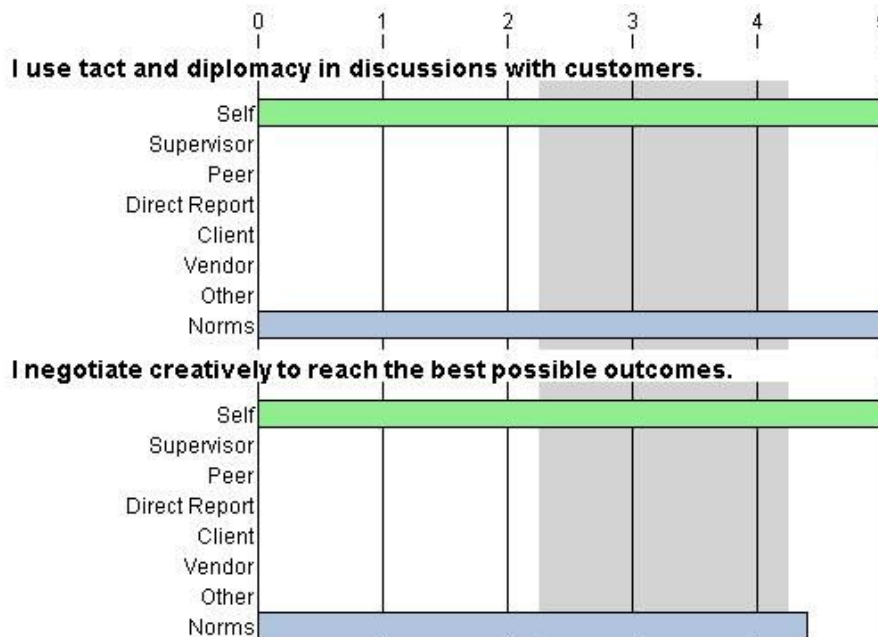 0 1 2 3 4
I use tact and diplomacy in discussions with customers.
Self
Supervisor
Peer
Direct Report
Client
Vendor
Other
Norms
I negotiate creatively to reach the best possible outcomes.
Self
Supervisor
Peer
Direct Report
Client
Vendor
Other
Norms